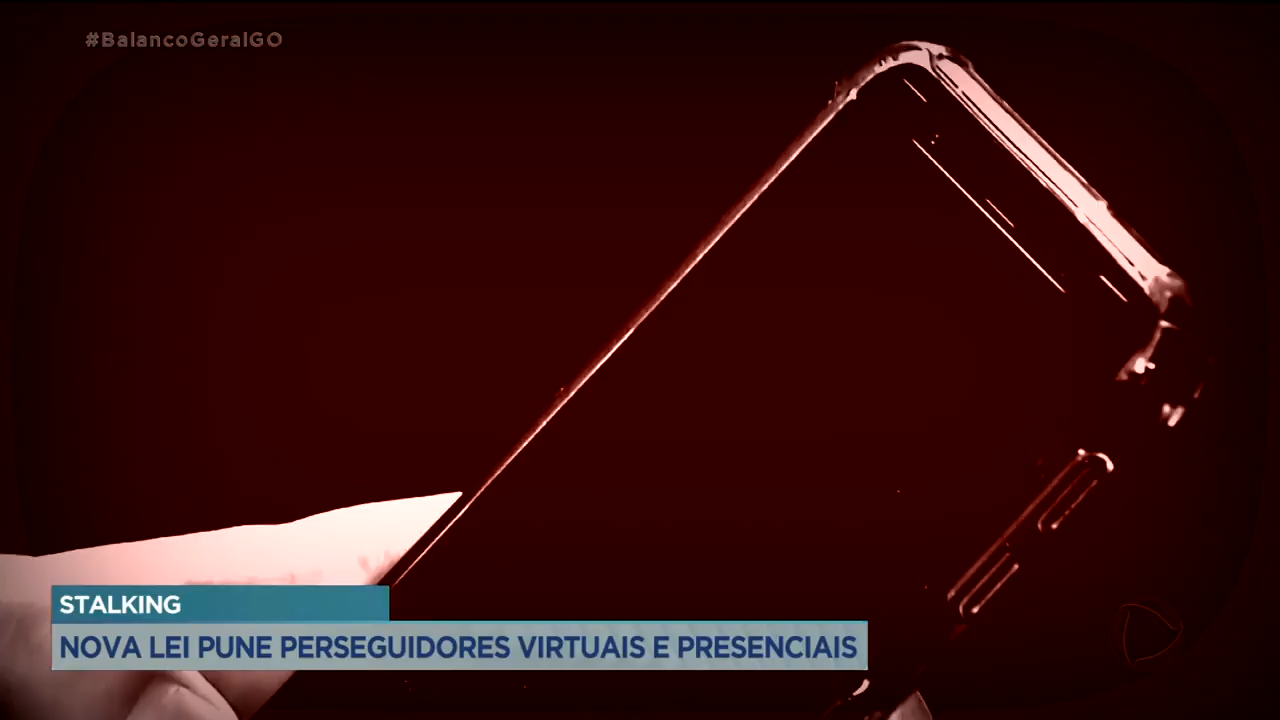 #BalancoGeralGO
STALKING
NOVA LEI PUNE PERSEGUIDORES VIRTUAIS E PRESENCIAIS